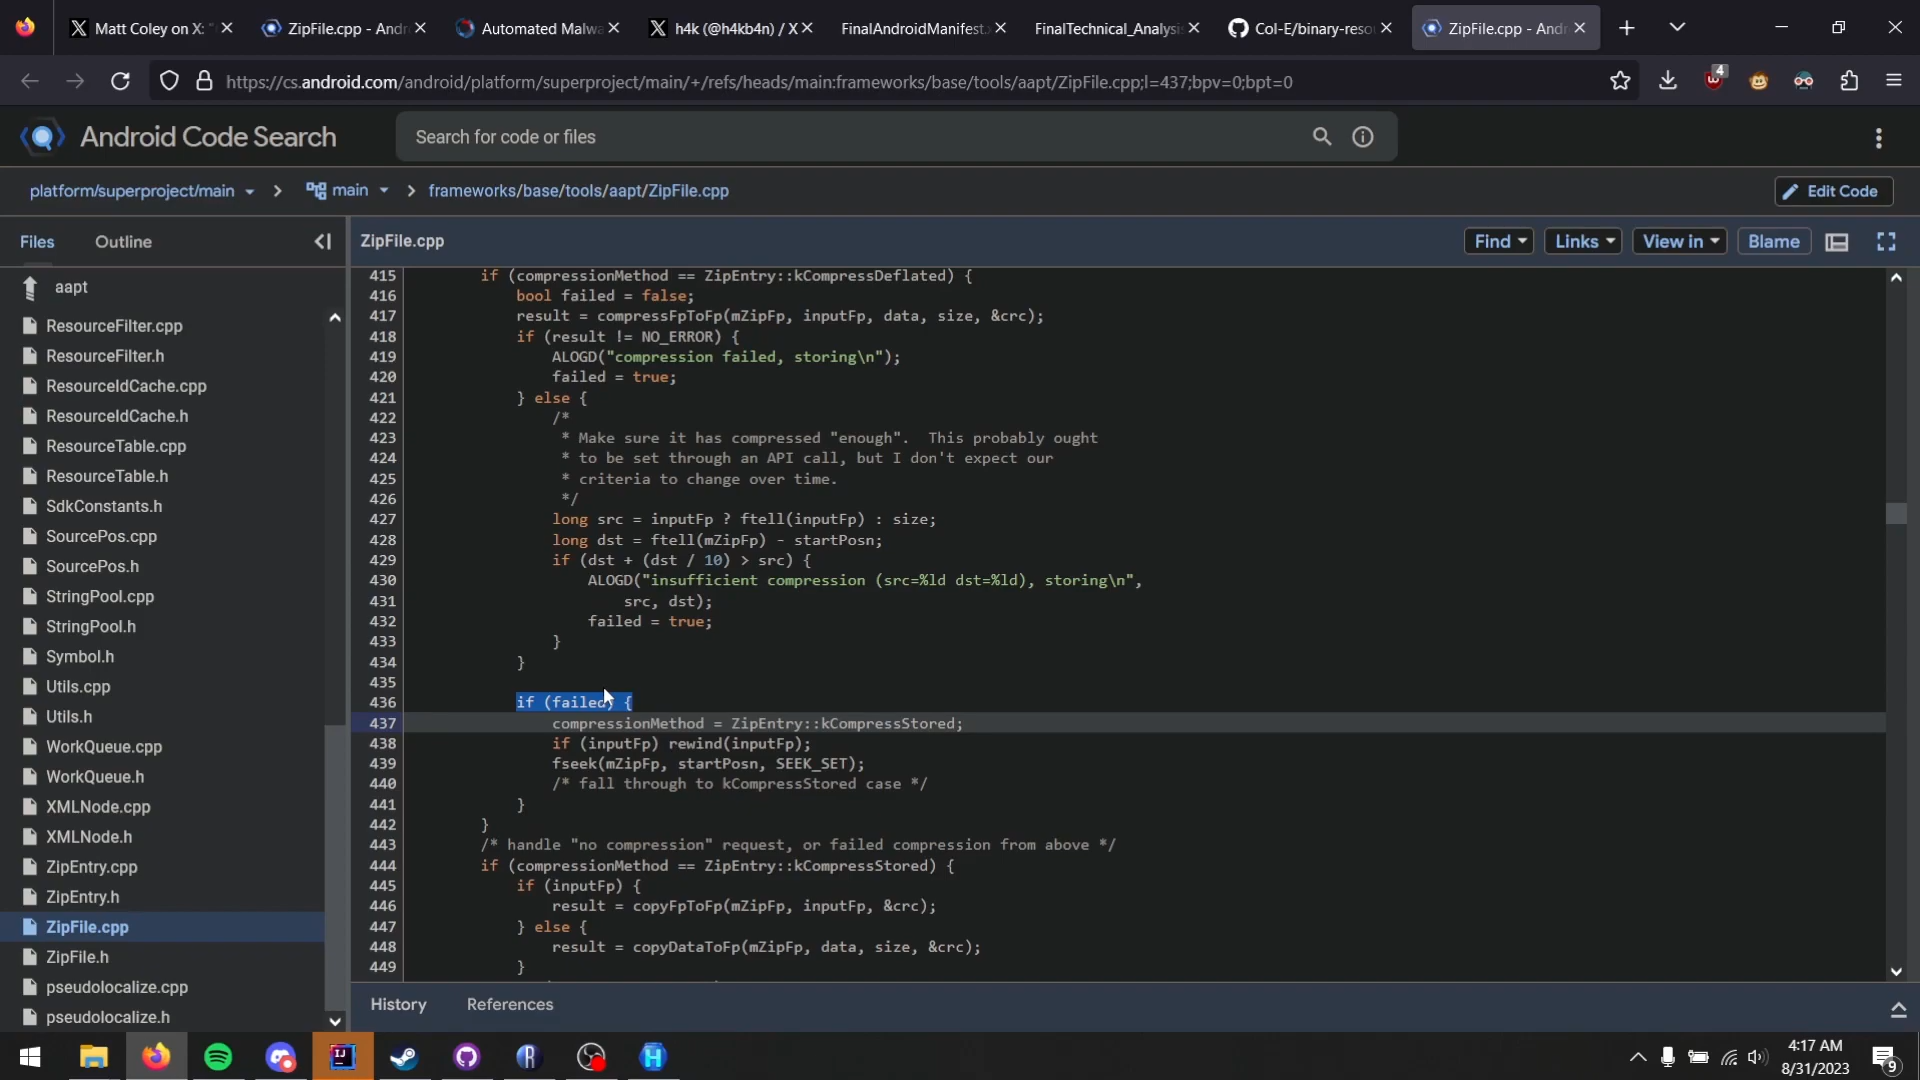 Matt Coley on X: "
ZipFile.cpp - Andr
Automated Malwa
h4k (@h4kb4n) / X
FinalAndroidManifest.x
FinalTechnical_Analysis
Col-E/binary-reso
ZipFile.cpp - Andr
https://cs.android.com/android/platform/superproject/main/+/refs/heads/main:frameworks/base/tools/aapt/ZipFile.cpp;l=437;bpv=0;bpt=0
4
Android Code Search
Search for code or files
platform/superproject/main
main
frameworks/base/tools/aapt/ZipFile.cpp
Edit Code
Files
Outline
ZipFile.cpp
Find
Links
View in
Blame
aapt
ResourceFilter.cpp
ResourceFilter.h
ResourceIdCache.cpp
ResourceIdCache.h
ResourceTable.cpp
ResourceTable.h
SdkConstants.h
SourcePos.cpp
SourcePos.h
StringPool.cpp
StringPool.h
Symbol.h
Utils.cpp
Utils.h
WorkQueue.cpp
WorkQueue.h
XMLNode.cpp
XMLNode.h
ZipEntry.cpp
ZipEntry.h
ZipFile.cpp
ZipFile.h
pseudolocalize.cpp
pseudolocalize.h
415 if (compressionMethod == ZipEntry::kCompressDeflated) {
416 bool failed = false;
417 result = compressFpToFp(mZipFp, inputFp, data, size, &crc);
418 if (result != NO_ERROR) {
419 ALOGD("compression failed, storing\n");
420 failed = true;
421 } else {
422 /*
423 * Make sure it has compressed "enough".  This probably ought
424 * to be set through an API call, but I don't expect our
425 * criteria to change over time.
426 */
427 long src = inputFp ? ftell(inputFp) : size;
428 long dst = ftell(mZipFp) - startPosn;
429 if (dst + (dst / 10) > src) {
430 ALOGD("insufficient compression (src=%ld dst=%ld), storing\n",
431 src, dst);
432 failed = true;
433 }
434 }
435
436 if (failed) {
437 compressionMethod = ZipEntry::kCompressStored;
438 if (inputFp) rewind(inputFp);
439 fseek(mZipFp, startPosn, SEEK_SET);
440 /* fall through to kCompressStored case */
441 }
442 }
443 /* handle "no compression" request, or failed compression from above */
444 if (compressionMethod == ZipEntry::kCompressStored) {
445 if (inputFp) {
446 result = copyFpToFp(mZipFp, inputFp, &crc);
447 } else {
448 result = copyDataToFp(mZipFp, data, size, &crc);
449 }
History
References
4:17 AM
8/31/2023
9